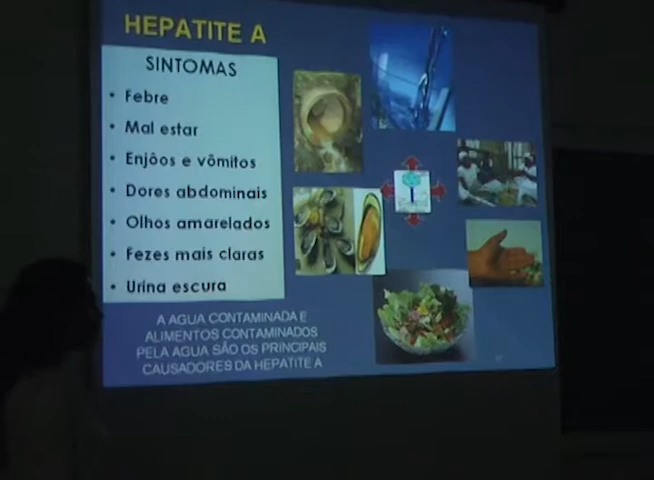 HEPATITE A
SINTOMAS
• Febre
• Mal estar
• Enjôos e vômitos
• Dores abdominais
• Olhos amarelados
• Fezes mais claras
• Urina escura
A AGUA CONTAMINADA E
ALIMENTOS CONTAMINADOS
PELA AGUA SÃO OS PRINCIPAIS
CAUSADORES DA HEPATITE A